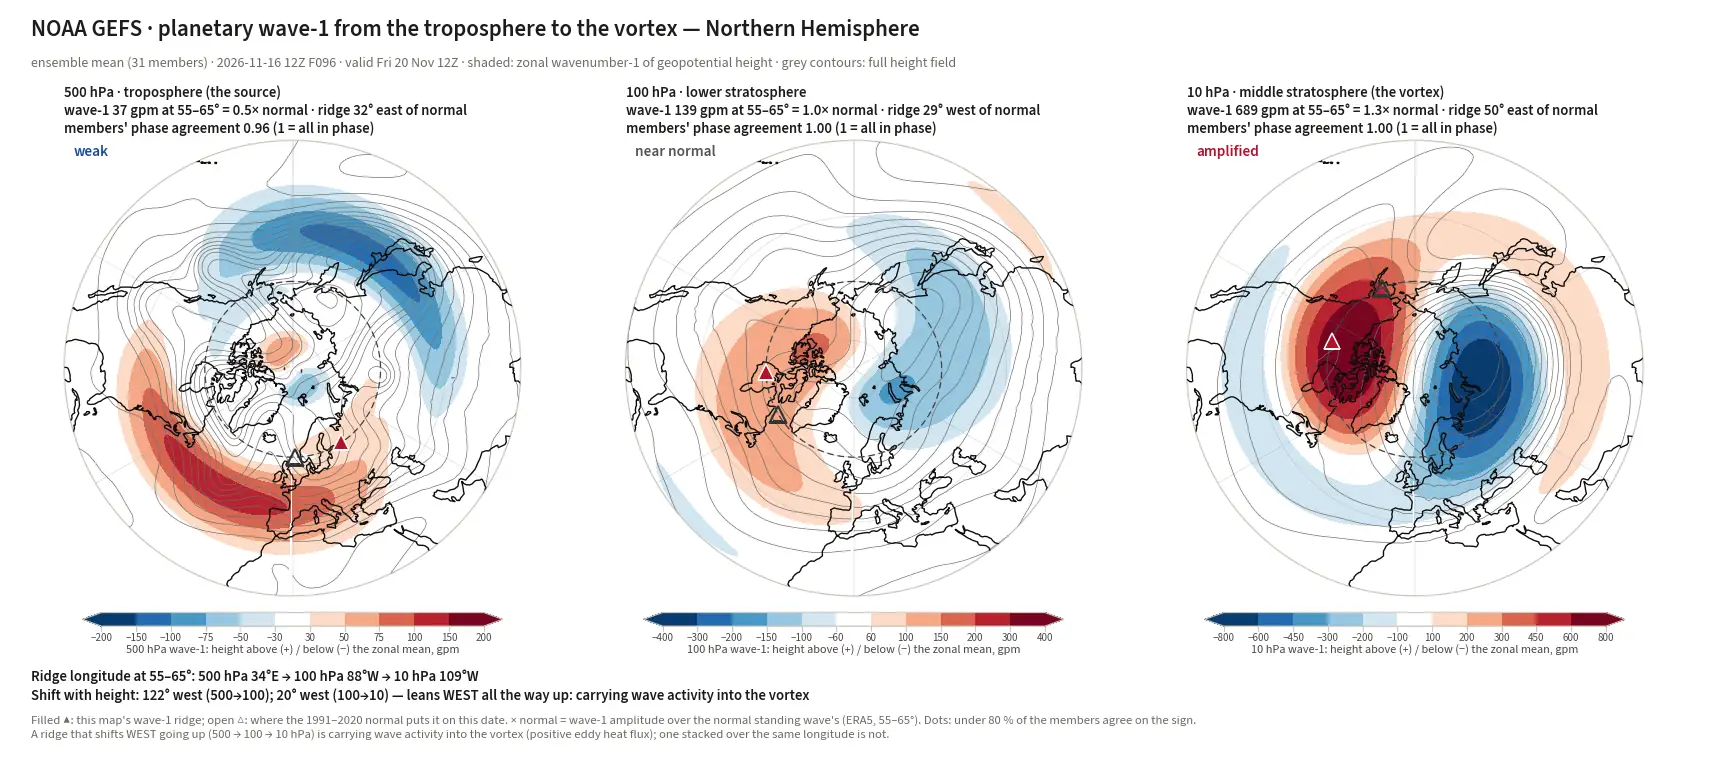 NOAA GEFS · planetary wave-1 from the troposphere to the vortex — Northern Hemisphere
ensemble mean (31 members) · 2026-11-16 12Z F096 · valid Fri 20 Nov 12Z · shaded: zonal wavenumber-1 of geopotential height · grey contours: full height field
500 hPa · troposphere (the source)
wave-1 37 gpm at 55–65° = 0.5× normal · ridge 32° east of normal
members' phase agreement 0.96 (1 = all in phase)
weak
100 hPa · lower stratosphere
wave-1 139 gpm at 55–65° = 1.0× normal · ridge 29° west of normal
members' phase agreement 1.00 (1 = all in phase)
near normal
10 hPa · middle stratosphere (the vortex)
wave-1 689 gpm at 55–65° = 1.3× normal · ridge 50° east of normal
members' phase agreement 1.00 (1 = all in phase)
amplified
−200 −150 −100 −75 −50 −30 30 50 75 100 150 200
500 hPa wave-1: height above (+) / below (−) the zonal mean, gpm
−400 −300 −200 −150 −100 −60 60 100 150 200 300 400
100 hPa wave-1: height above (+) / below (−) the zonal mean, gpm
−800 −600 −450 −300 −200 −100 100 200 300 450 600 800
10 hPa wave-1: height above (+) / below (−) the zonal mean, gpm
Ridge longitude at 55–65°: 500 hPa 34°E → 100 hPa 88°W → 10 hPa 109°W
Shift with height: 122° west (500→100); 20° west (100→10) — leans WEST all the way up: carrying wave activity into the vortex
Filled ▲: this map's wave-1 ridge; open △: where the 1991–2020 normal puts it on this date. × normal = wave-1 amplitude over the normal standing wave's (ERA5, 55–65°). Dots: under 80 % of the members agree on the sign.
A ridge that shifts WEST going up (500 → 100 → 10 hPa) is carrying wave activity into the vortex (positive eddy heat flux); one stacked over the same longitude is not.